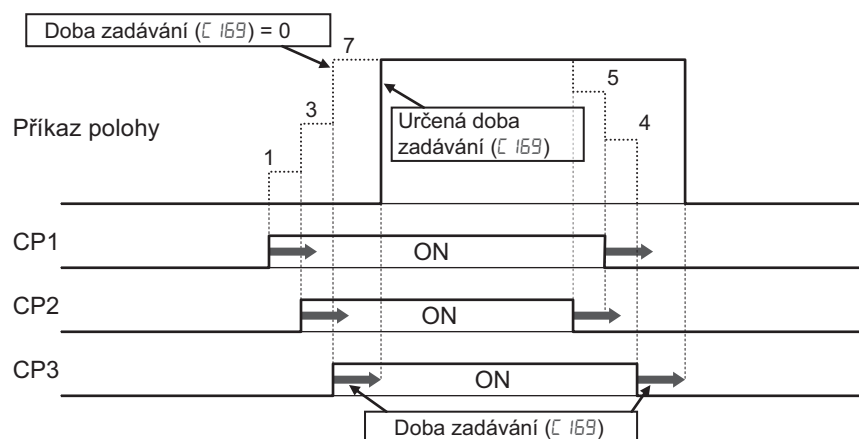 Doba zadávání (C169) = 0
7
5
3
Určená doba
zadávání (C169)
4
Příkaz polohy
1
CP1
ON
CP2
ON
CP3
ON
Doba zadávání (C169)